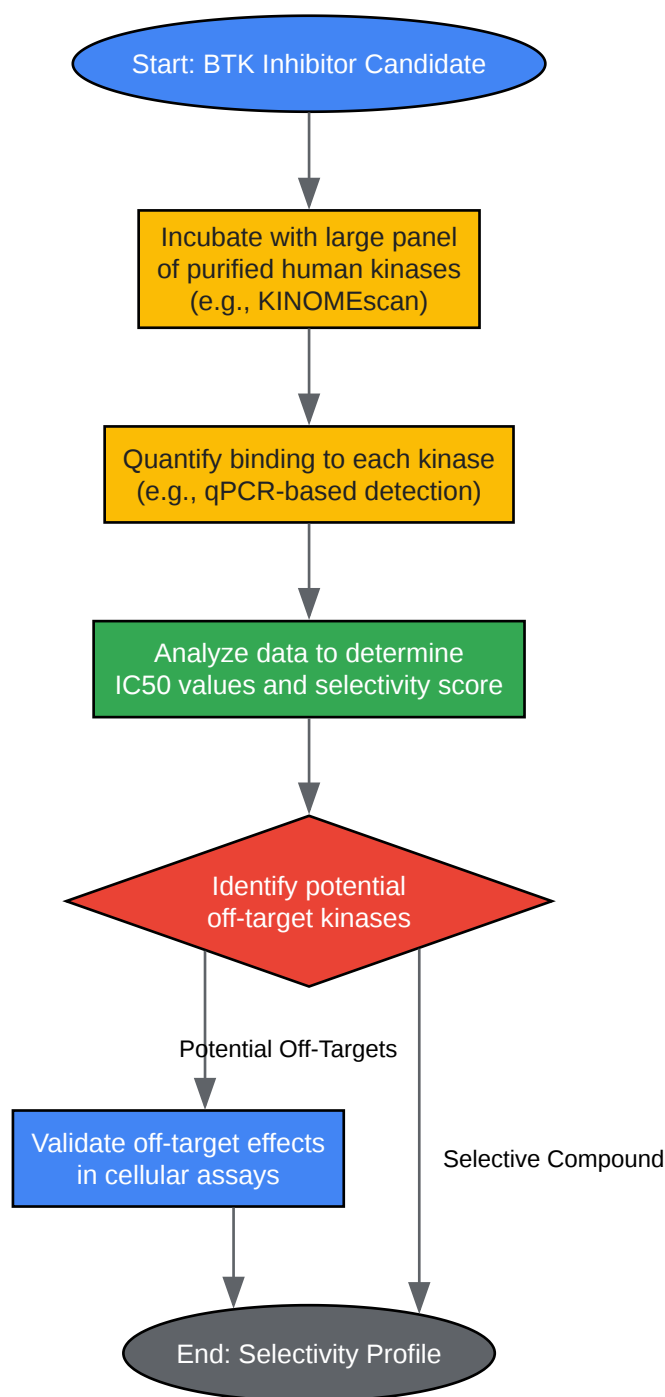 Start: BTK Inhibitor Candidate
Incubate with large panel
of purified human kinases
(e.g., KINOMEscan)
Quantify binding to each kinase
(e.g., qPCR-based detection)
Analyze data to determine
IC50 values and selectivity score
Identify potential
off-target kinases
Potential Off-Targets
Validate off-target effects
in cellular assays
Selective Compound
End: Selectivity Profile